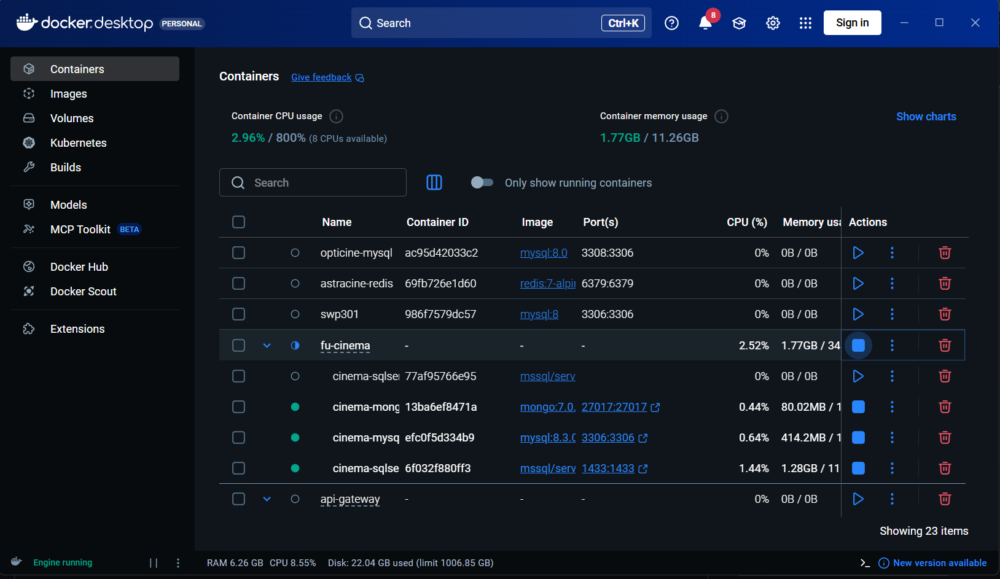 docker.desktop PERSONAL
Search Ctrl+K
8
Sign in
Containers
Images
Volumes
Kubernetes
Builds
Models
MCP Toolkit BETA
Docker Hub
Docker Scout
Extensions
Containers Give feedback
Container CPU usage
2.96% / 800% (8 CPUs available)
Container memory usage
1.77GB / 11.26GB
Show charts
Search
Only show running containers
Name Container ID Image Port(s) CPU (%) Memory usa Actions
opticine-mysql ac95d42033c2 mysql:8.0 3308:3306 0% 0B / 0B
astracine-redis 69fb726e1d60 redis:7-alpin 6379:6379 0% 0B / 0B
swp301 986f7579dc57 mysql:8 3306:3306 0% 0B / 0B
fu-cinema - - - 2.52% 1.77GB / 34
cinema-sqlser 77af95766e95 mssql/serv 0% 0B / 0B
cinema-mong 13ba6ef8471a mongo:7.0. 27017:27017 0.44% 80.02MB / 1
cinema-mysq efc0f5d334b9 mysql:8.3.0 3306:3306 0.64% 414.2MB / 1
cinema-sqlse 6f032f880ff3 mssql/serv 1433:1433 1.44% 1.28GB / 11
api-gateway - - - 0% 0B / 0B
Showing 23 items
Engine running
RAM 6.26 GB CPU 8.55% Disk: 22.04 GB used (limit 1006.85 GB)
New version available